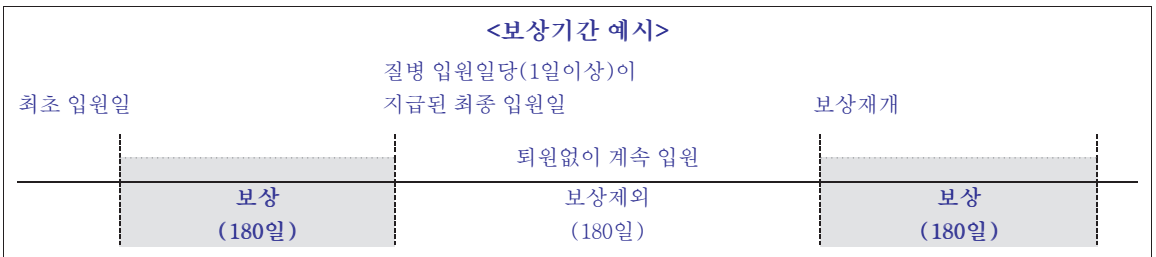 <보상기간 예시>
질병 입원일당(1일이상)이
최초 입원일 지급된 최종 입원일 보상재개
퇴원없이 계속 입원
보상 보상제외 보상
(180일) (180일) (180일)